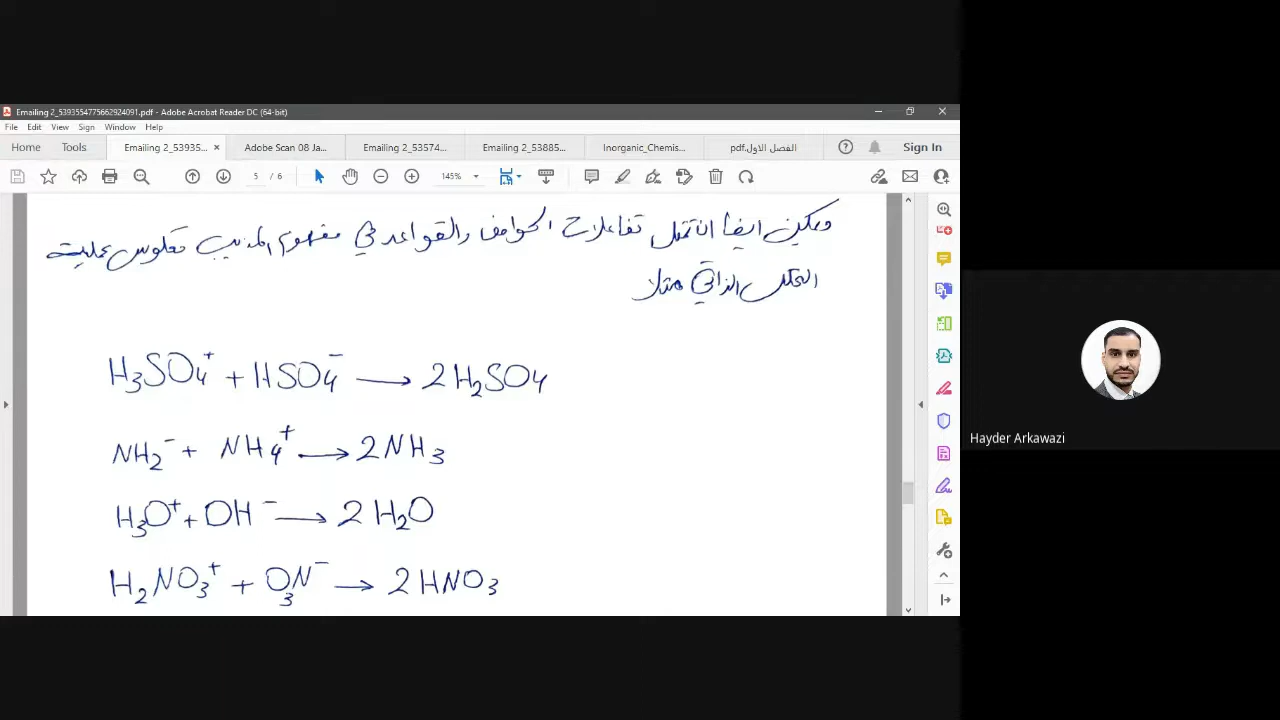 Emailing 2_5393554775662924091.pdf - Adobe Acrobat Reader DC (64-bit)
File Edit View Sign Window Help
Home Tools Emailing 2_53935... × Adobe Scan 08 Ja... Emailing 2_53574... Emailing 2_53885... Inorganic_Chemis... الفصل الاول.pdf Sign In
5 / 6 145%
ويمكن ايضا ان تمثل تفاعلات الحوامض والقواعد في مفهوم المذيب معكوس عملية
التحلل الذاتي مثلا
H₃SO₄⁺ + HSO₄⁻ → 2H₂SO₄
NH₂⁻ + NH₄⁺ → 2NH₃
H₃O⁺ + OH⁻ → 2H₂O
H₂NO₃⁺ + O₃N⁻ → 2HNO₃
Hayder Arkawazi